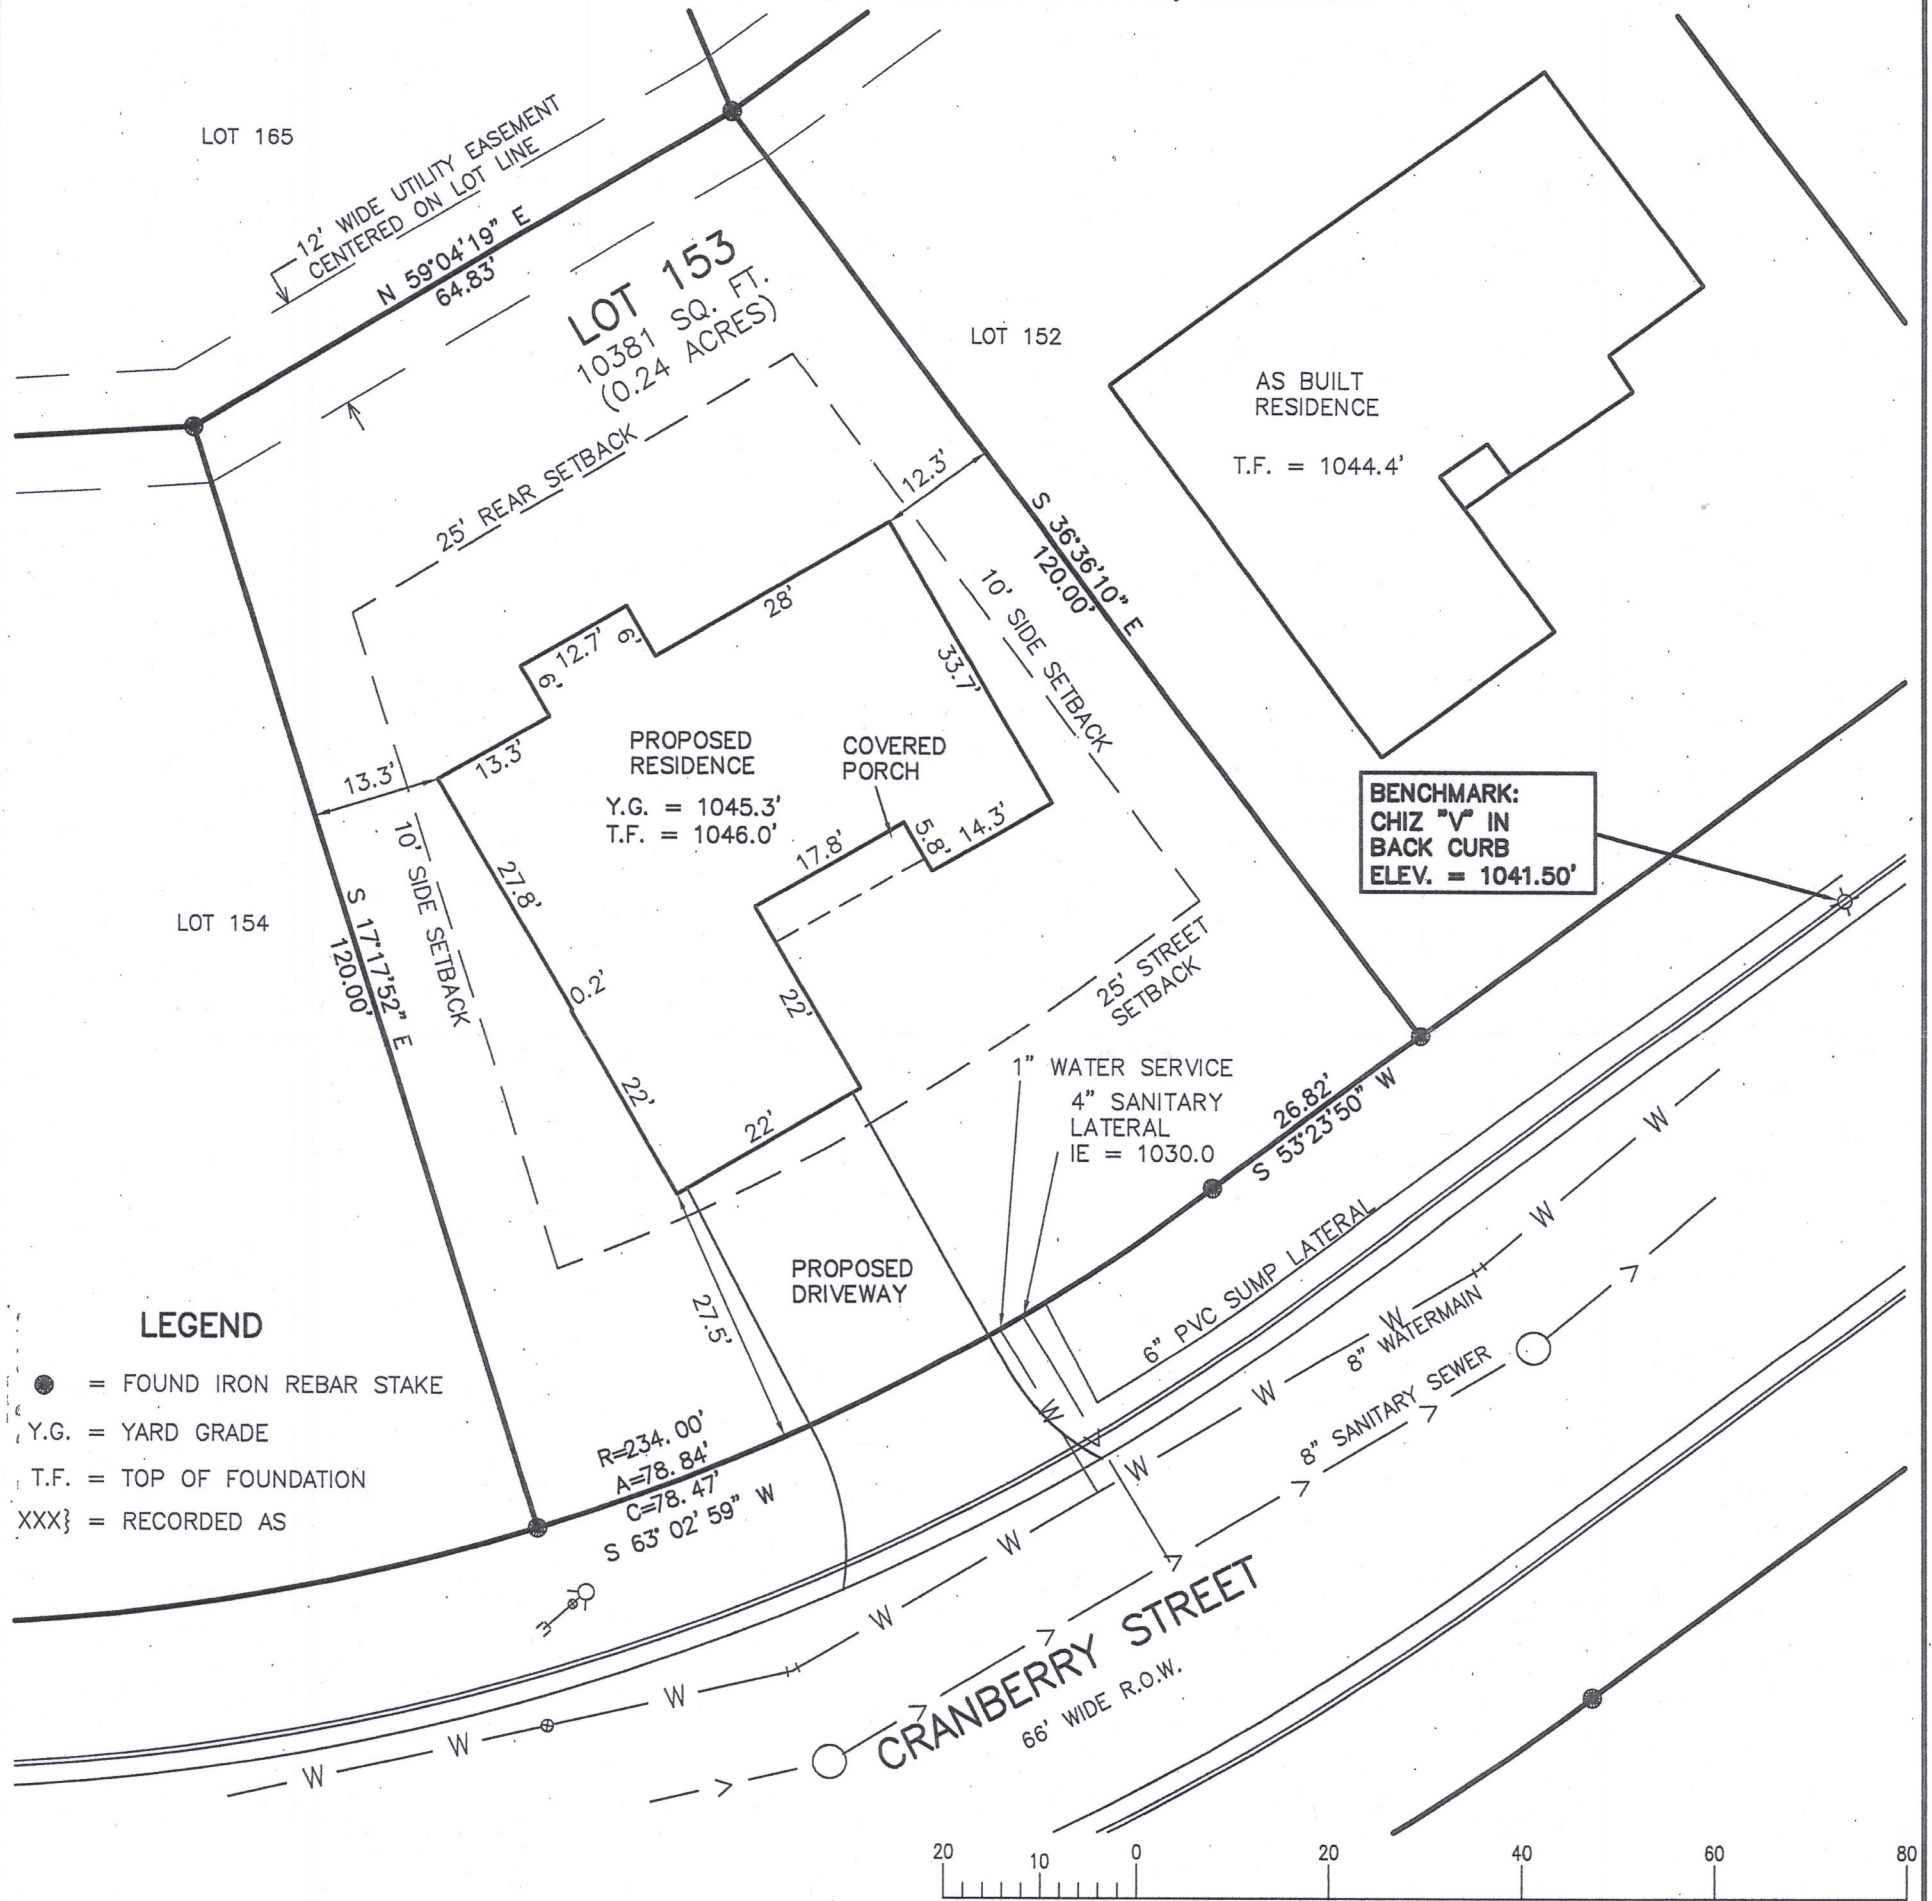 LOT 165
12' WIDE UTILITY EASEMENT
CENTERED ON LOT LINE
N 59°04'19" E
64.83'
LOT 153
10381 SQ. FT.
(0.24 ACRES)
LOT 152
AS BUILT
RESIDENCE
T.F. = 1044.4'
25' REAR SETBACK
12.3'
S 36°36'10" E
120.00'
10' SIDE SETBACK
28'
12.7'
6'
6'
33.7'
13.3'
13.3'
PROPOSED
RESIDENCE
Y.G. = 1045.3'
T.F. = 1046.0'
COVERED
PORCH
17.8'
5.8'
14.3'
BENCHMARK:
CHIZ "V" IN
BACK CURB
ELEV. = 1041.50'
LOT 154
S 17°17'52" E
120.00'
10' SIDE SETBACK
27.8'
0.2'
22'
22'
22'
25' STREET
SETBACK
1" WATER SERVICE
4" SANITARY
LATERAL
IE = 1030.0
26.82'
S 53°23'50" W
PROPOSED
DRIVEWAY
27.5'
6" PVC SUMP LATERAL
W
W
W
8" WATERMAIN
W
8" SANITARY SEWER
W
W
W
W
W
W
W
LEGEND
= FOUND IRON REBAR STAKE
Y.G. = YARD GRADE
T.F. = TOP OF FOUNDATION
XXX} = RECORDED AS
R=234.00'
A=78.84'
C=78.47'
S 63° 02' 59" W
CRANBERRY STREET
66' WIDE R.O.W.
20 10 0 20 40 60 80